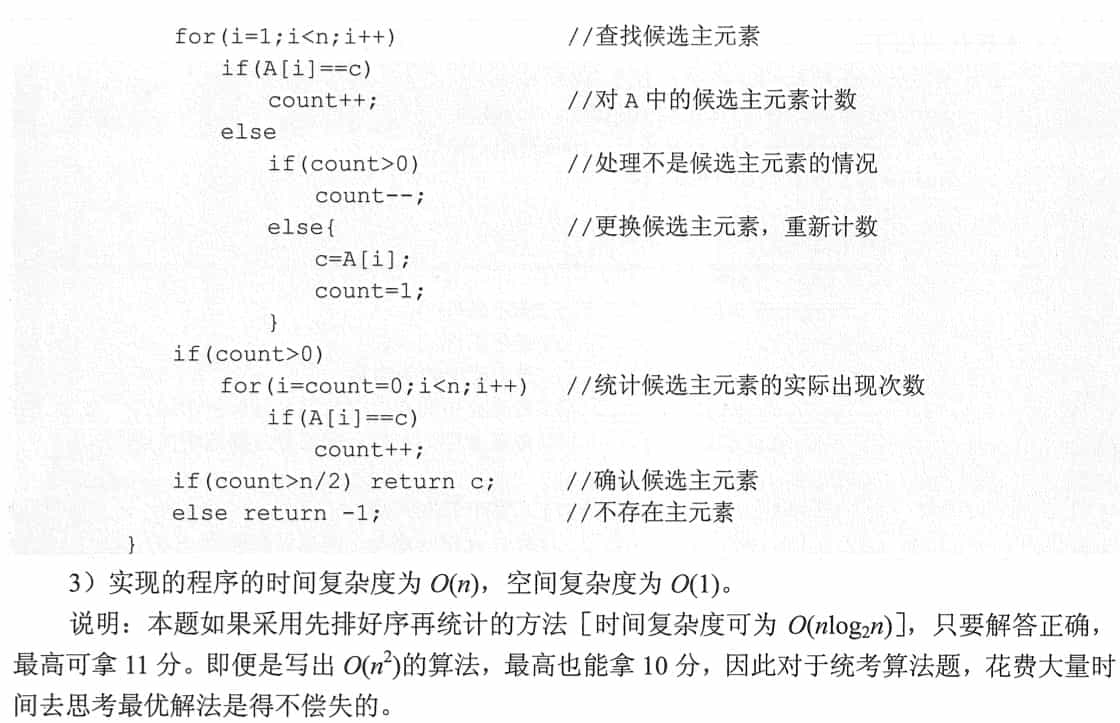 for(i=1;i<n;i++) //查找候选主元素
if(A[i]==c)
count++; //对 A 中的候选主元素计数
else
if(count>0) //处理不是候选主元素的情况
count--;
else{ //更换候选主元素，重新计数
c=A[i];
count=1;
}
if(count>0)
for(i=count=0;i<n;i++) //统计候选主元素的实际出现次数
if(A[i]==c)
count++;
if(count>n/2) return c; //确认候选主元素
else return -1; //不存在主元素
}
3）实现的程序的时间复杂度为 O(n)，空间复杂度为 O(1)。
说明：本题如果采用先排好序再统计的方法［时间复杂度可为 O(nlog₂n)］，只要解答正确，
最高可拿 11 分。即便是写出 O(n²)的算法，最高也能拿 10 分，因此对于统考算法题，花费大量时
间去思考最优解法是得不偿失的。